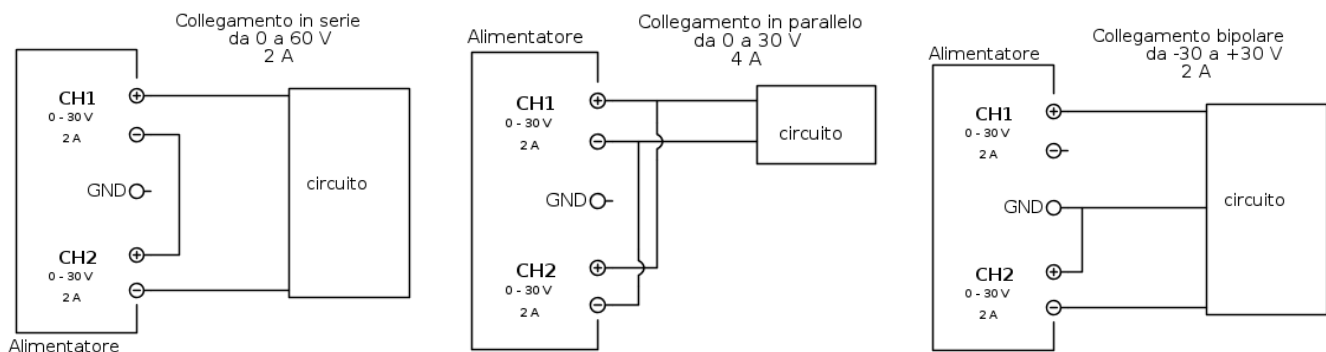 Collegamento in serie
da 0 a 60 V
2 A
CH1
0 - 30 V
2 A
GND
CH2
0 - 30 V
2 A
circuito
Alimentatore
Collegamento in parallelo
da 0 a 30 V
4 A
Alimentatore
CH1
0 - 30 V
2 A
GND
CH2
0 - 30 V
2 A
circuito
Collegamento bipolare
da -30 a +30 V
2 A
Alimentatore
CH1
0 - 30 V
2 A
GND
CH2
0 - 30 V
2 A
circuito